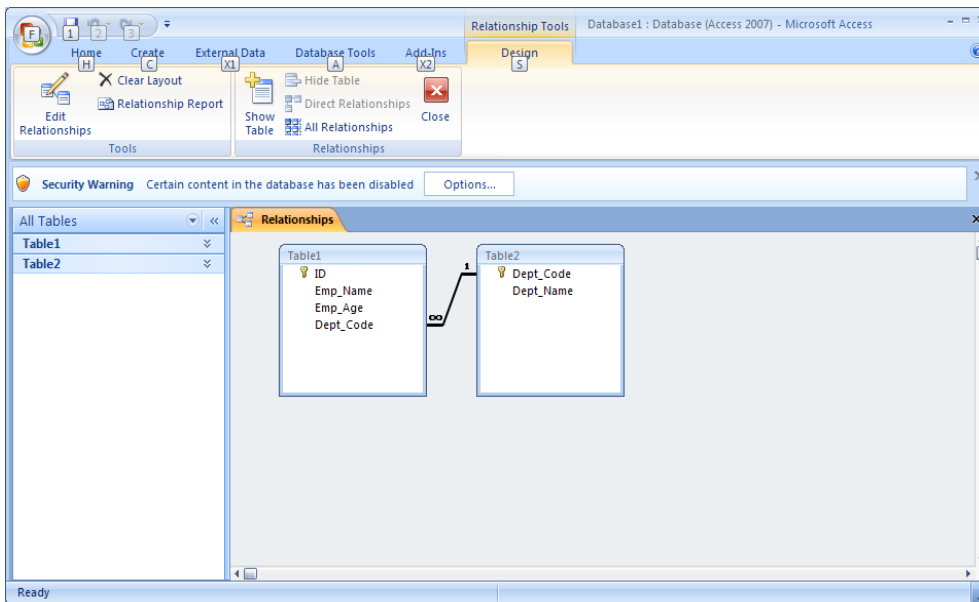 F 1 2 3
Relationship Tools
Database1 : Database (Access 2007) - Microsoft Access
Home Create External Data Database Tools Add-Ins Design
H C X1 A X2 S
Edit Relationships
Clear Layout
Relationship Report
Tools
Show Table
Hide Table
Direct Relationships
All Relationships
Close
Relationships
Security Warning Certain content in the database has been disabled Options...
All Tables
Table1
Table2
Relationships
Table1
ID
Emp_Name
Emp_Age
Dept_Code
∞
1
Table2
Dept_Code
Dept_Name
Ready